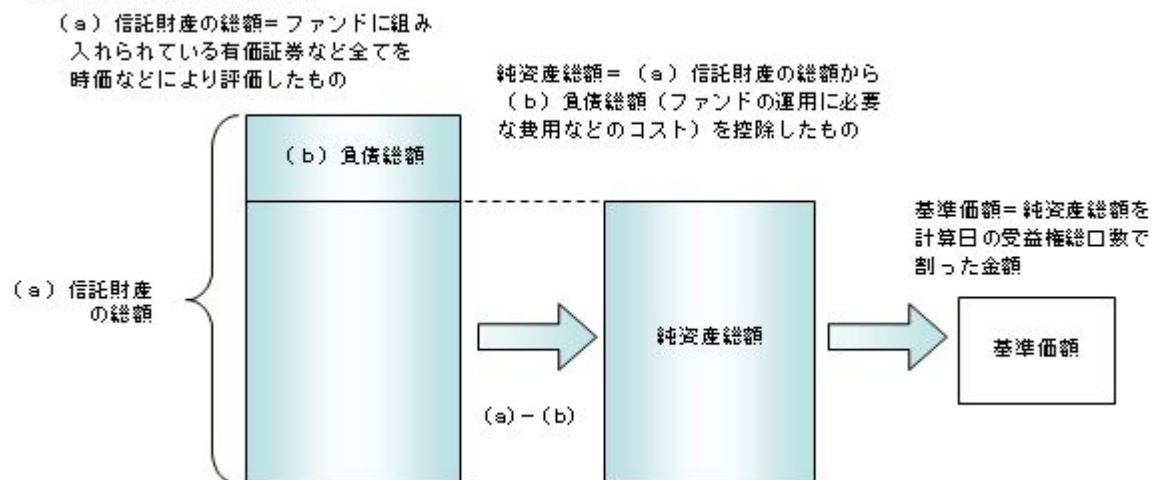 （a）信託財産の総額＝ファンドに組み
入れられている有価証券など全てを
時価などにより評価したもの
純資産総額＝（a）信託財産の総額から
（b）負債総額（ファンドの運用に必要
な費用などのコスト）を控除したもの
（b）負債総額
基準価額＝純資産総額を
計算日の受益権総口数で
割った金額
（a）信託財産
の総額
純資産総額
基準価額
（a）－（b）